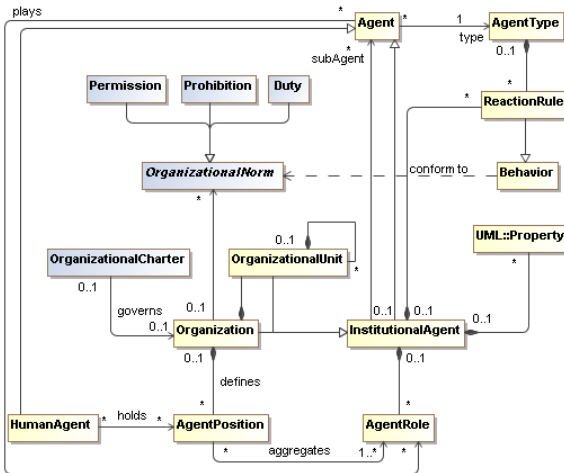 plays
*
Agent
*
1
AgentType
type
*
subAgent
0..1
Permission
Prohibition
Duty
*
*
ReactionRule
OrganizationalNorm
conform to
Behavior
*
0..1
OrganizationalCharter
OrganizationalUnit
*
UML::Property
*
0..1
governs
0..1
0..1
0..1
0..1
0..1
Organization
InstitutionalAgent
0..1
0..1
defines
*
*
HumanAgent
*
holds
*
AgentPosition
AgentRole
*
aggregates
1..*
*